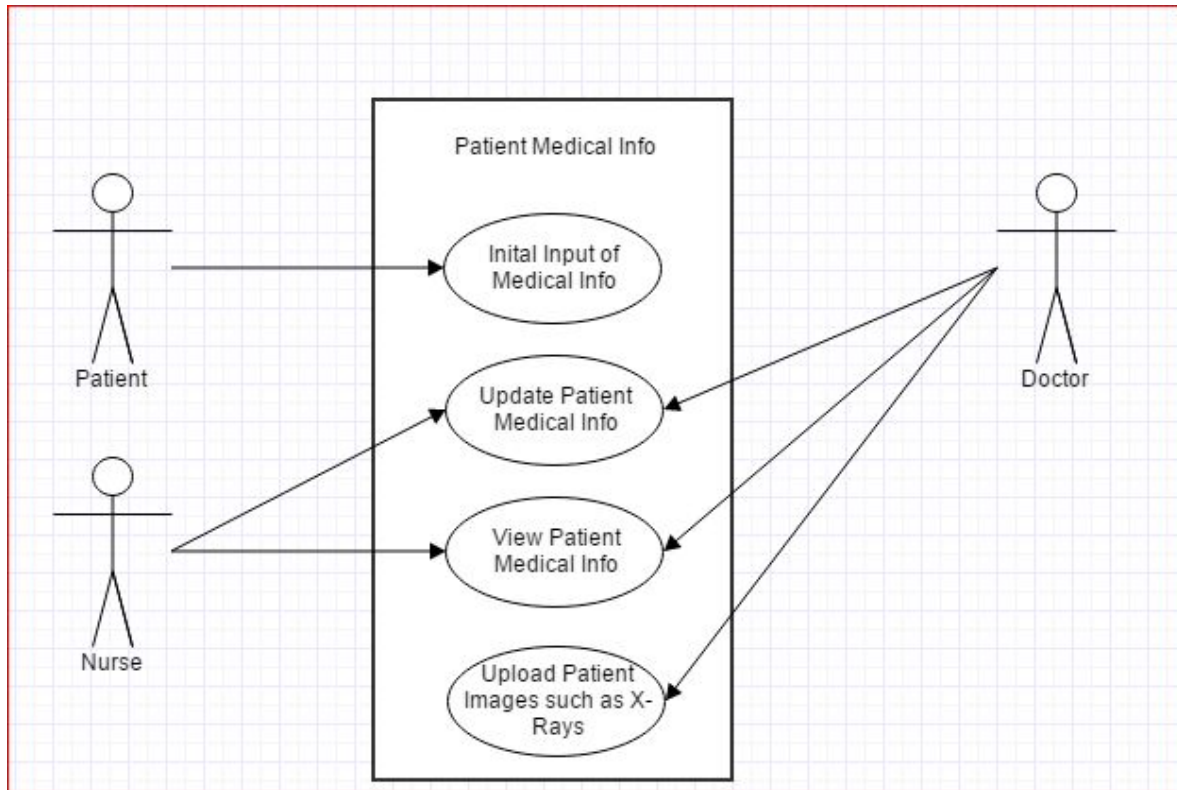 Patient Medical Info
Inital Input of
Medical Info
Patient
Doctor
Update Patient
Medical Info
View Patient
Medical Info
Nurse
Upload Patient
Images such as X-
Rays